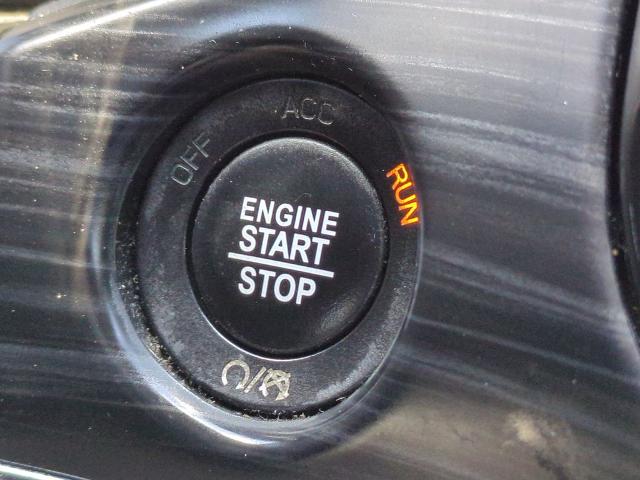 OFF
ACC
RUN
ENGINE
START
STOP